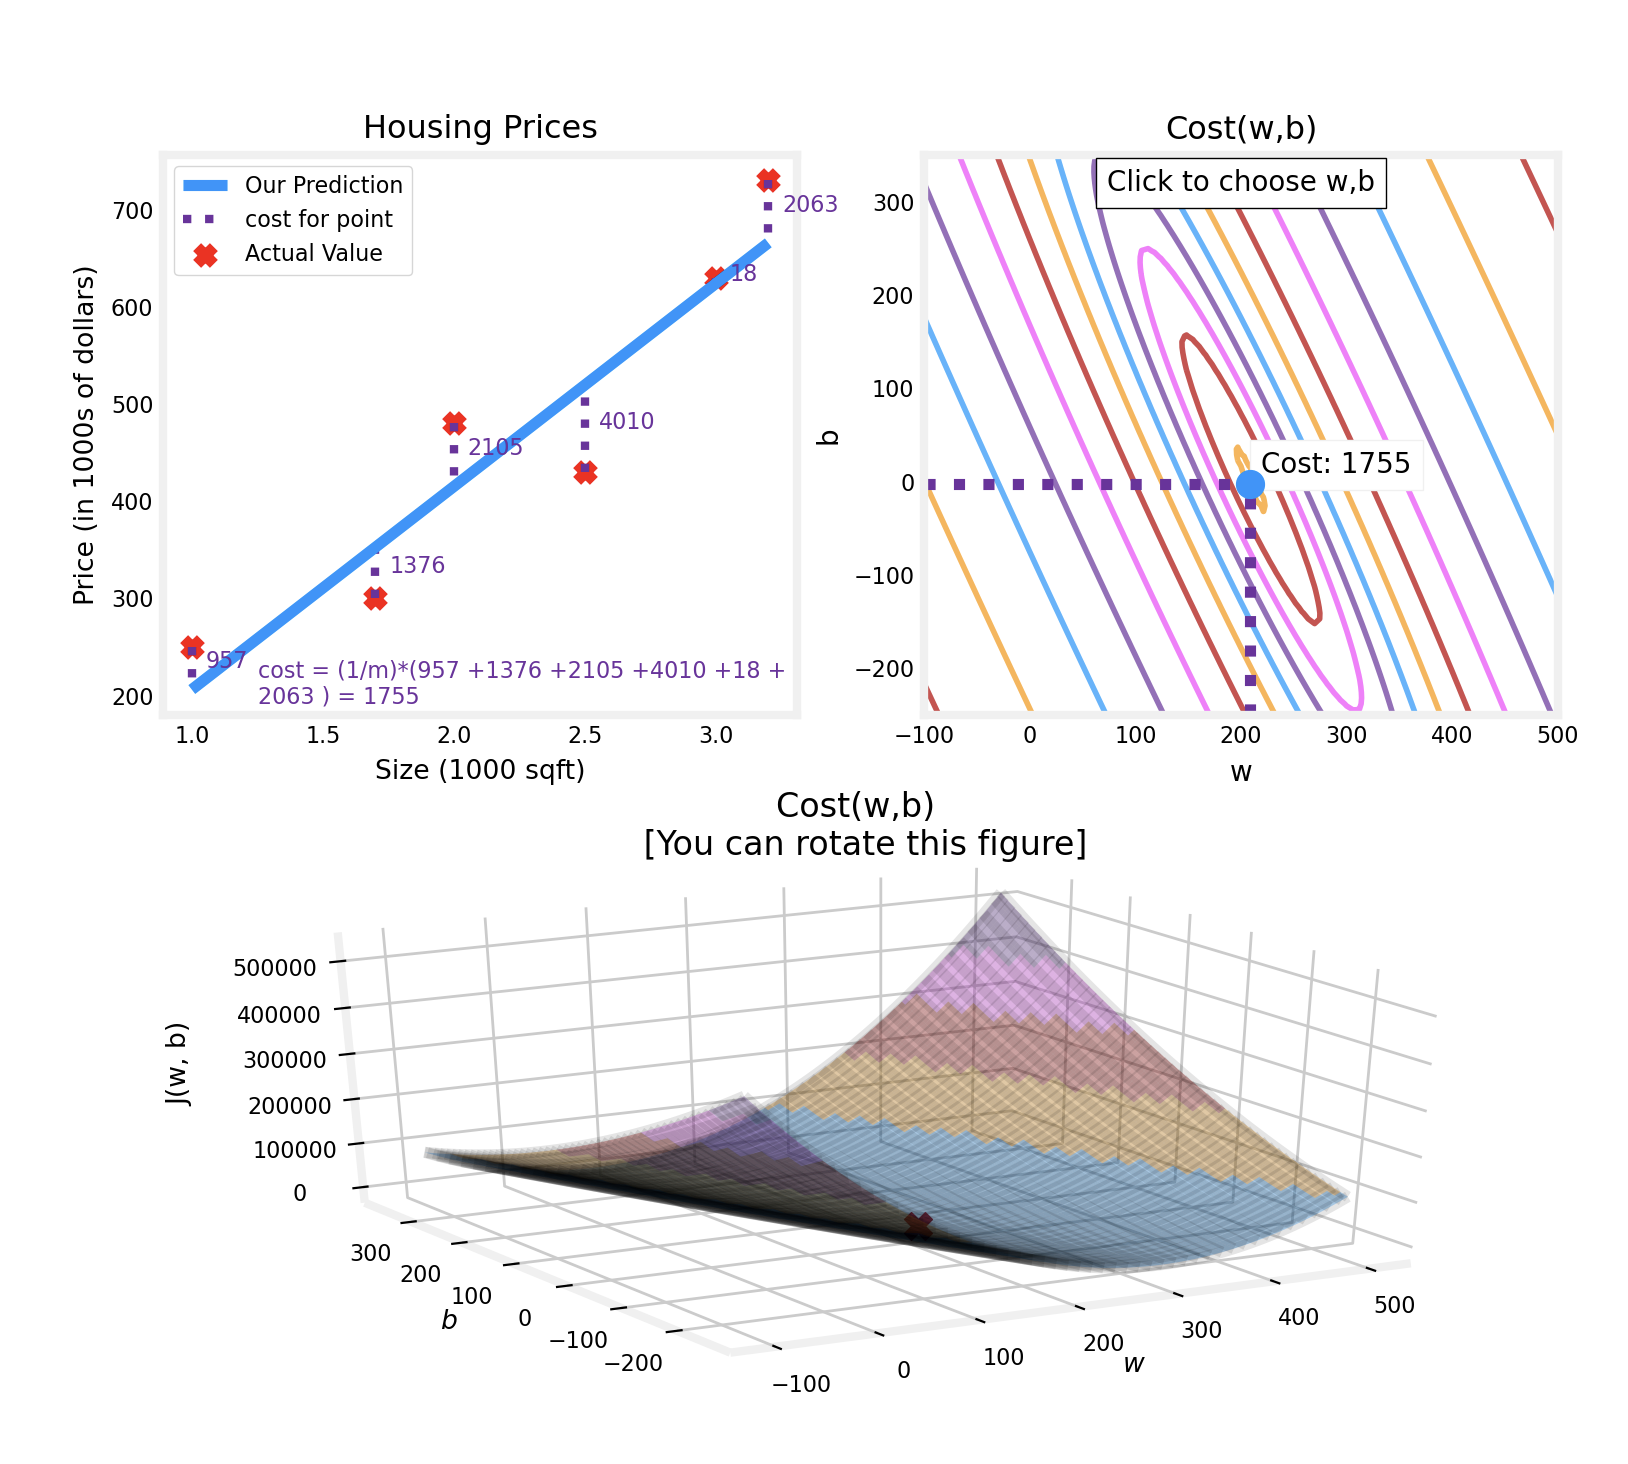 Housing Prices
Our Prediction
cost for point
Actual Value
Price (in 1000s of dollars)
700
600
500
400
300
200
2063
18
4010
2105
1376
957
cost = (1/m)*(957 +1376 +2105 +4010 +18 +
2063 ) = 1755
1.0
1.5
2.0
2.5
3.0
Size (1000 sqft)
Cost(w,b)
Click to choose w,b
b
300
200
100
0
−100
−200
Cost: 1755
−100
0
100
200
300
400
500
w
Cost(w,b)
[You can rotate this figure]
J(w, b)
500000
400000
300000
200000
100000
0
300
200
100
0
−100
−200
b
−100
0
100
200
300
400
500
w